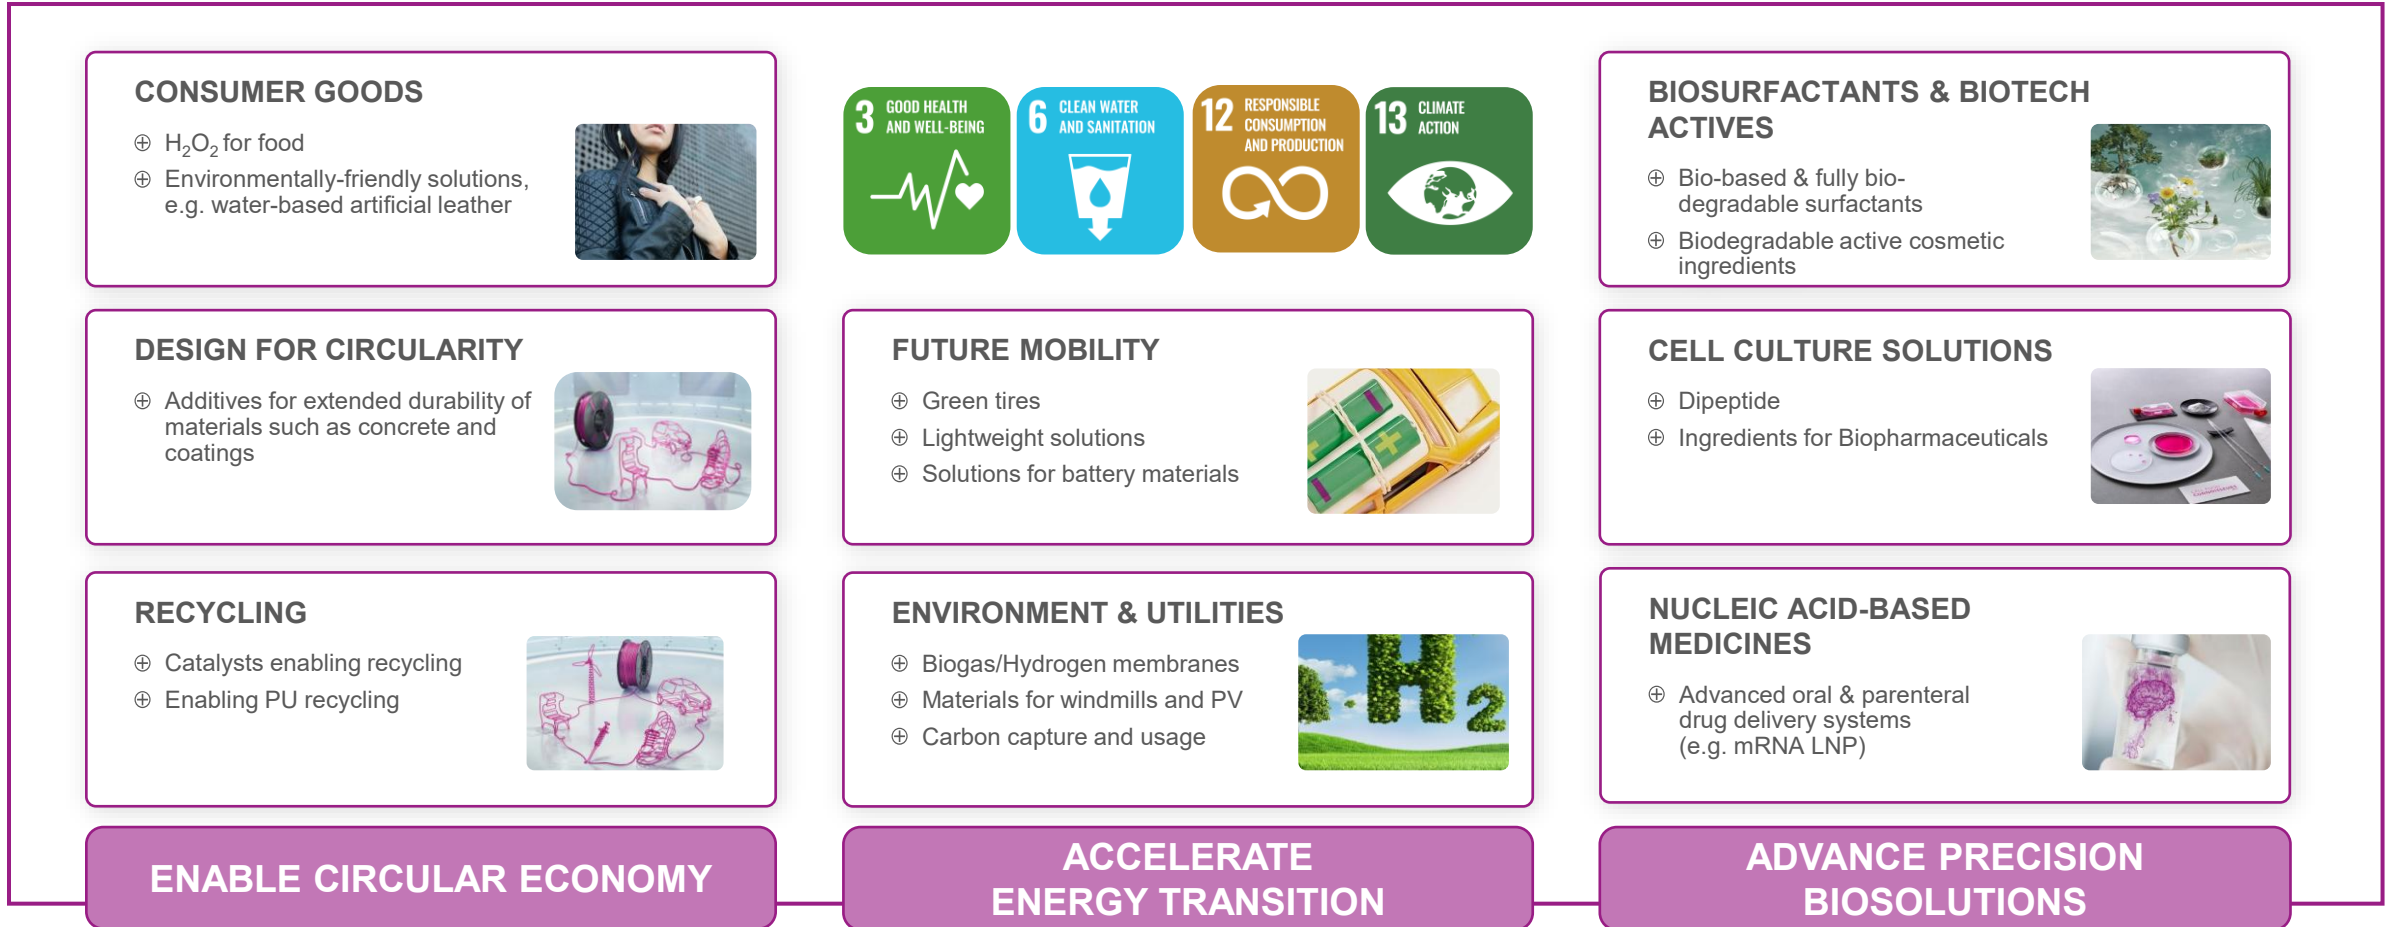 CONSUMER GOODS
H₂O₂ for food
Environmentally-friendly solutions,
e.g. water-based artificial leather
DESIGN FOR CIRCULARITY
Additives for extended durability of
materials such as concrete and
coatings
RECYCLING
Catalysts enabling recycling
Enabling PU recycling
ENABLE CIRCULAR ECONOMY
3 GOOD HEALTH
AND WELL-BEING
6 CLEAN WATER
AND SANITATION
12 RESPONSIBLE
CONSUMPTION
AND PRODUCTION
13 CLIMATE
ACTION
FUTURE MOBILITY
Green tires
Lightweight solutions
Solutions for battery materials
ENVIRONMENT & UTILITIES
Biogas/Hydrogen membranes
Materials for windmills and PV
Carbon capture and usage
H2
ACCELERATE
ENERGY TRANSITION
BIOSURFACTANTS & BIOTECH
ACTIVES
Bio-based & fully bio-
degradable surfactants
Biodegradable active cosmetic
ingredients
CELL CULTURE SOLUTIONS
Dipeptide
Ingredients for Biopharmaceuticals
NUCLEIC ACID-BASED
MEDICINES
Advanced oral & parenteral
drug delivery systems
(e.g. mRNA LNP)
ADVANCE PRECISION
BIOSOLUTIONS